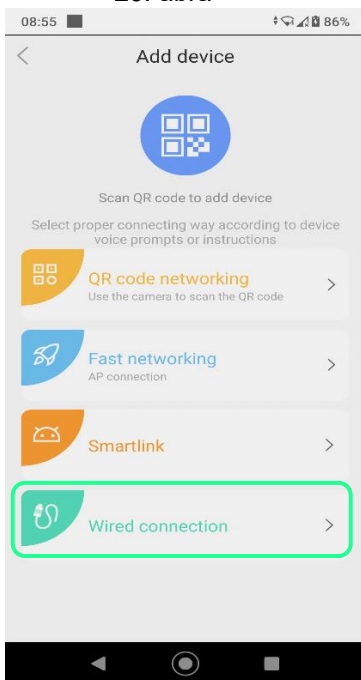 08:55
86%
Add device
Scan QR code to add device
Select proper connecting way according to device
voice prompts or instructions
QR code networking
Use the camera to scan the QR code
Fast networking
AP connection
Smartlink
Wired connection